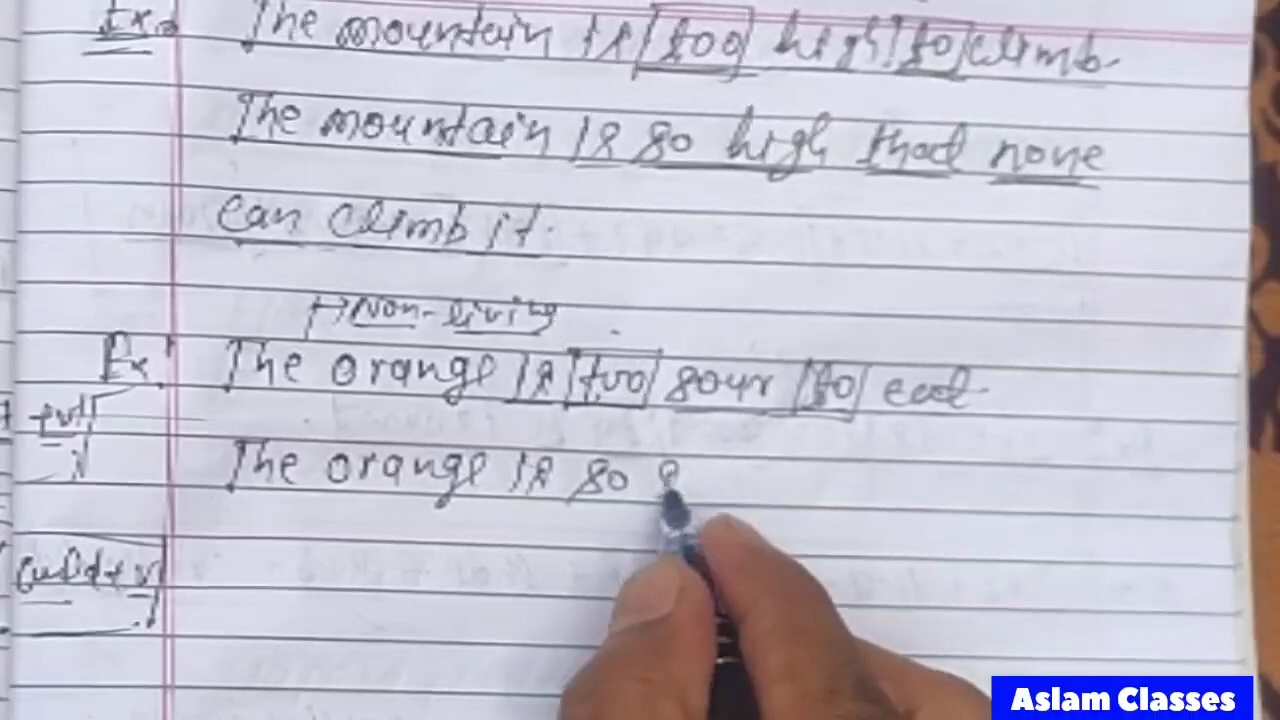 Ex. The mountain is too high to climb.
The mountain is so high that none
can climb it.
→ Non-living
Ex. The orange is too sour to eat
The orange is so s
Aslam Classes